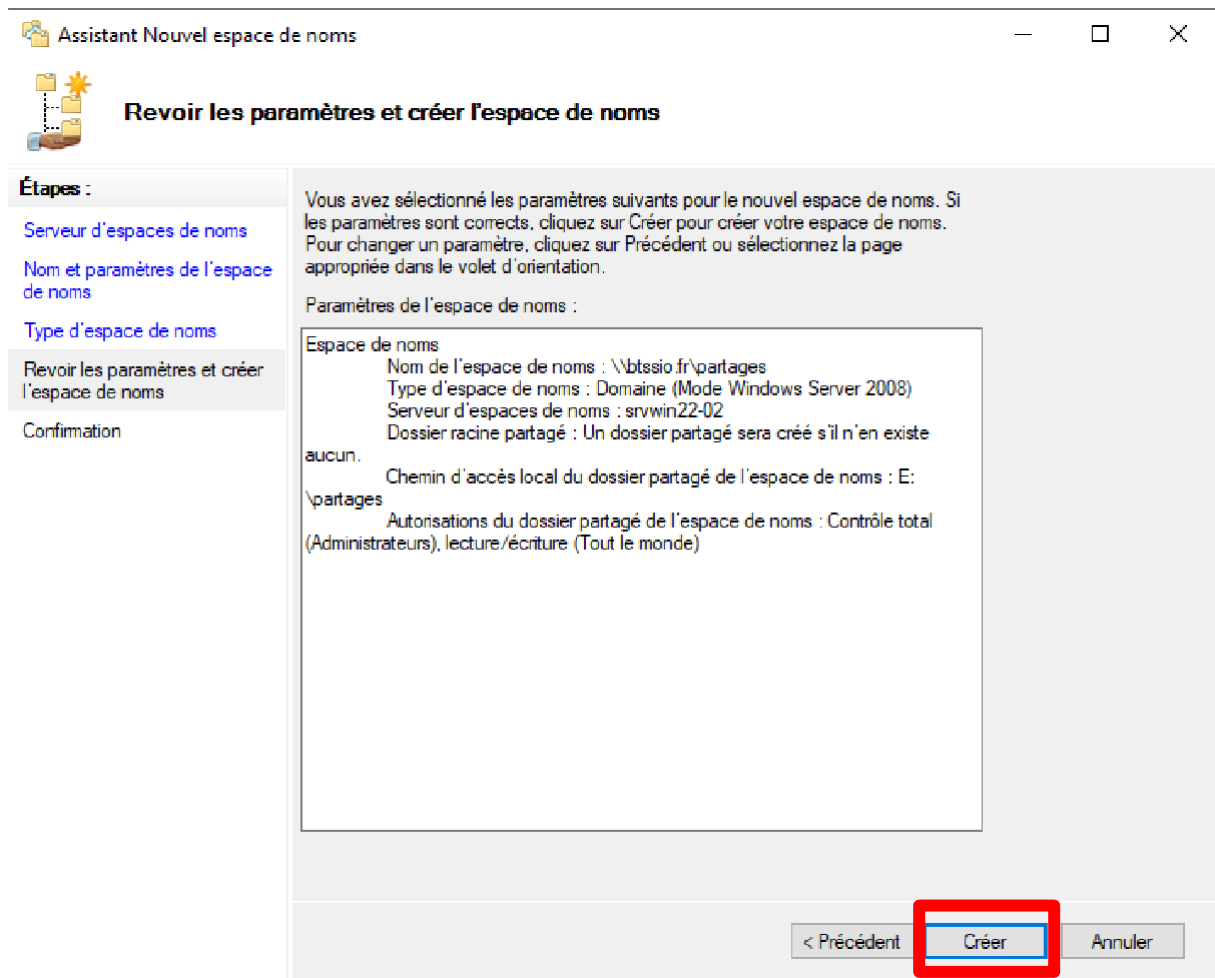 Assistant Nouvel espace de noms
Revoir les paramètres et créer l'espace de noms
Étapes :
Serveur d'espaces de noms
Nom et paramètres de l'espace
de noms
Type d'espace de noms
Revoir les paramètres et créer
l'espace de noms
Confirmation
Vous avez sélectionné les paramètres suivants pour le nouvel espace de noms. Si
les paramètres sont corrects, cliquez sur Créer pour créer votre espace de noms.
Pour changer un paramètre, cliquez sur Précédent ou sélectionnez la page
appropriée dans le volet d'orientation.
Paramètres de l'espace de noms :
Espace de noms
Nom de l'espace de noms : \\btssio.fr\partages
Type d'espace de noms : Domaine (Mode Windows Server 2008)
Serveur d'espaces de noms : srvwin22-02
Dossier racine partagé : Un dossier partagé sera créé s'il n'en existe
aucun.
Chemin d'accès local du dossier partagé de l'espace de noms : E:
\partages
Autorisations du dossier partagé de l'espace de noms : Contrôle total
(Administrateurs), lecture/écriture (Tout le monde)
< Précédent
Créer
Annuler